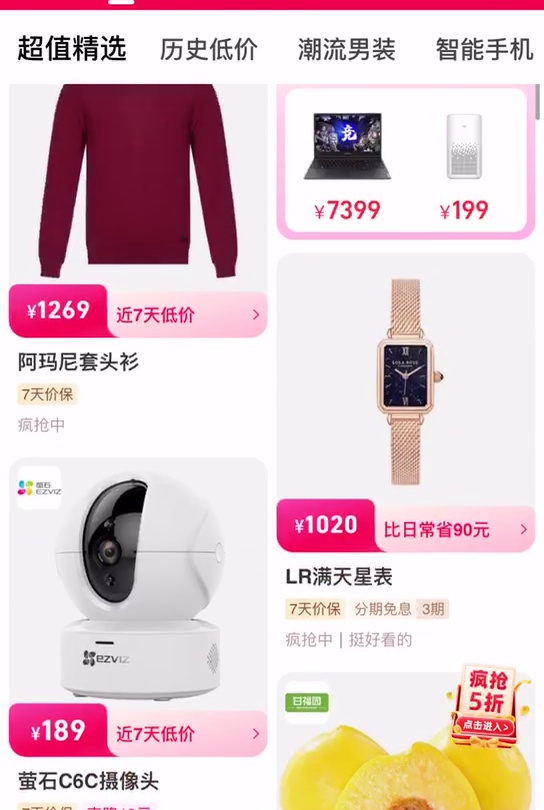 超值精选
历史低价
潮流男装
智能手机
竞
¥7399
¥199
¥1269
近7天低价
阿玛尼套头衫
7天价保
疯抢中
LOLA ROSE
¥1020
比日常省90元
LR满天星表
7天价保
分期免息
3期
疯抢中|挺好看的
萤石
EZVIZ
ezviz
¥189
近7天低价
萤石C6C摄像头
甘福园
疯抢
5折
点击进入>